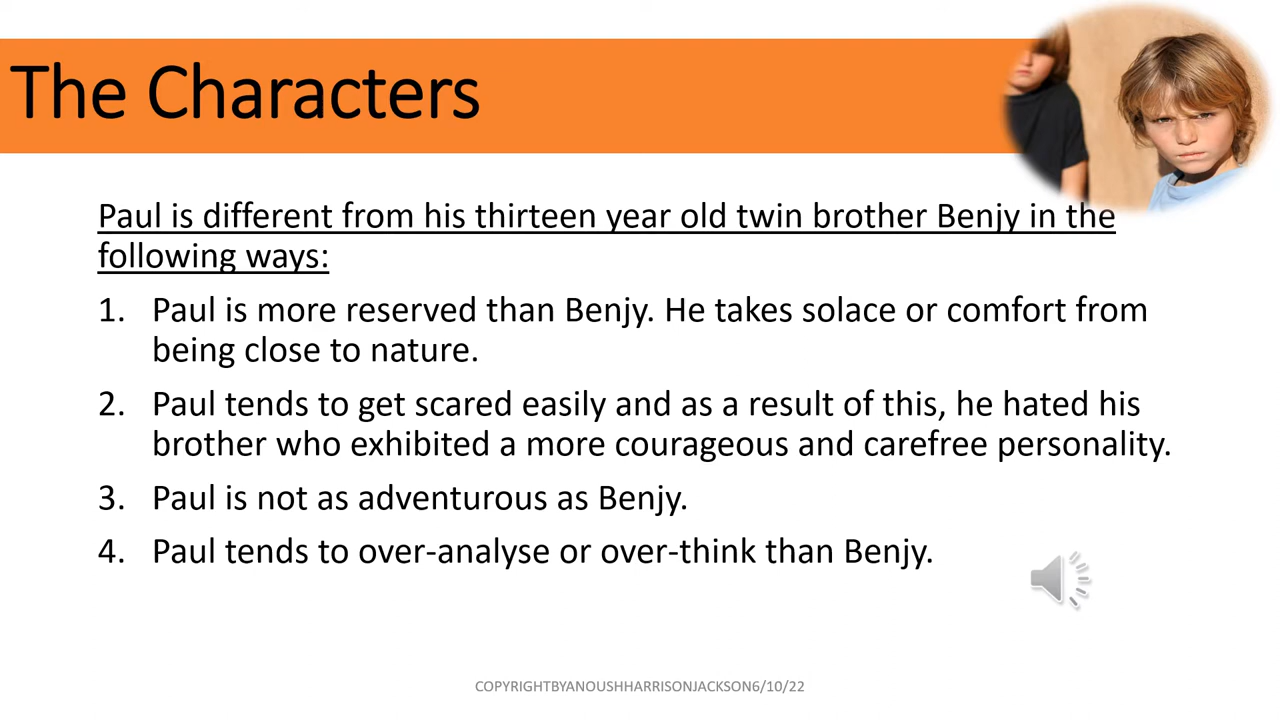 The Characters
Paul is different from his thirteen year old twin brother Benjy in the
following ways:
1. Paul is more reserved than Benjy. He takes solace or comfort from
being close to nature.
2. Paul tends to get scared easily and as a result of this, he hated his
brother who exhibited a more courageous and carefree personality.
3. Paul is not as adventurous as Benjy.
4. Paul tends to over-analyse or over-think than Benjy.
COPYRIGHTBYANOUSHHARRISONJACKSON6/10/22